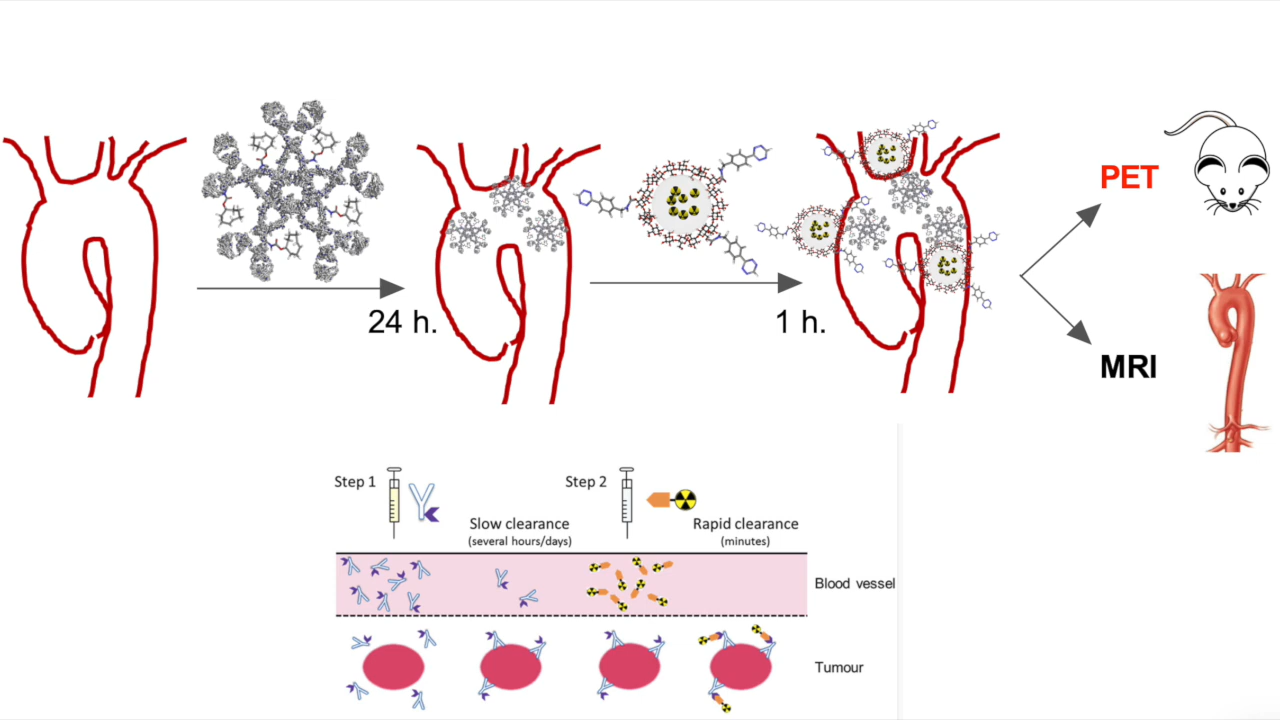 PET
24 h.
1 h.
MRI
Step 1
Step 2
Slow clearance
(several hours/days)
Rapid clearance
(minutes)
Blood vessel
Tumour